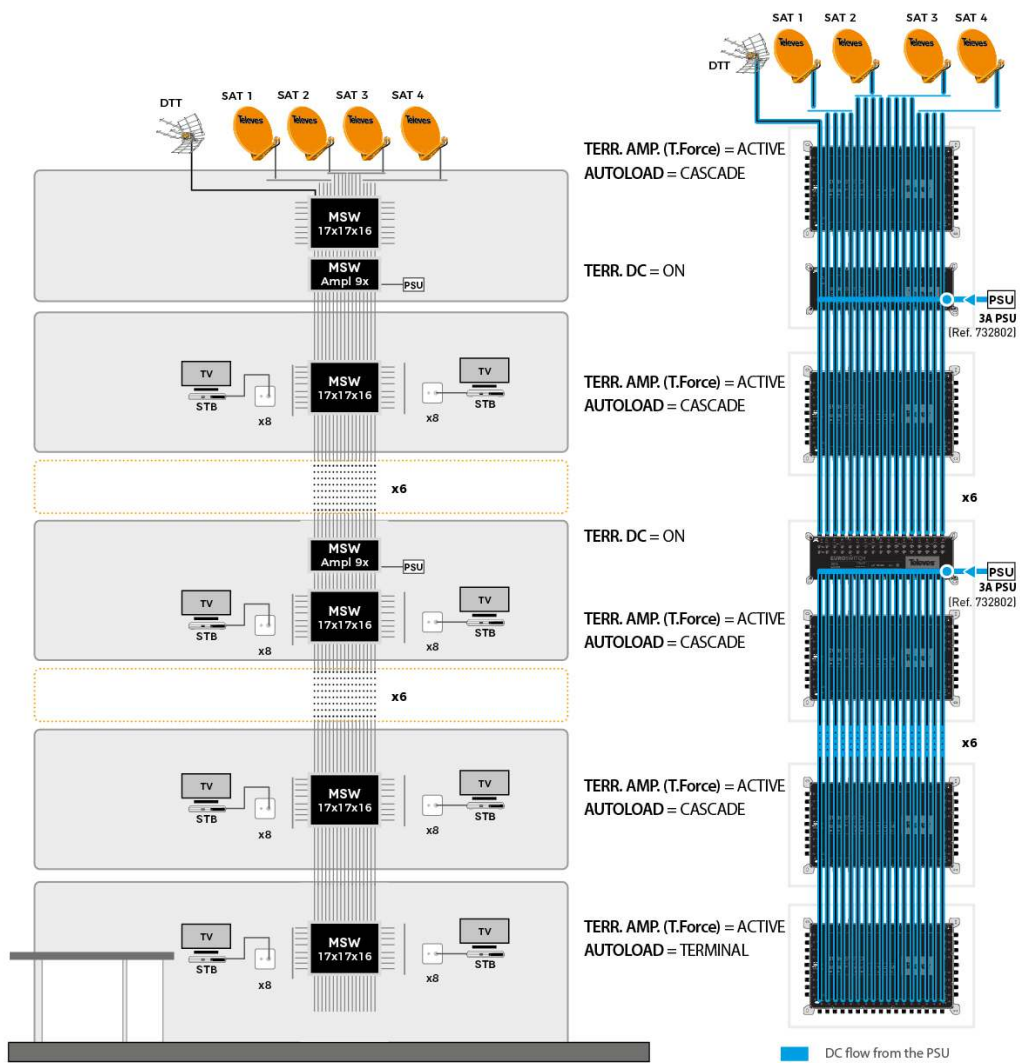 SAT 1
SAT 2
SAT 3
SAT 4
Televes
Televes
Televes
Televes
DTT
SAT 1
SAT 2
SAT 3
SAT 4
DTT
Televes
Televes
Televes
Televes
TERR. AMP. (T.Force) = ACTIVE
AUTOLOAD = CASCADE
MSW
17x17x16
MSW
Ampl 9x
PSU
TERR. DC = ON
PSU
3A PSU
(Ref. 732802)
TV
STB
x8
MSW
17x17x16
x8
TV
STB
TERR. AMP. (T.Force) = ACTIVE
AUTOLOAD = CASCADE
x6
x6
MSW
Ampl 9x
PSU
TERR. DC = ON
EUROSWITCH
Televes
PSU
3A PSU
(Ref. 732802)
TV
STB
x8
MSW
17x17x16
x8
TV
STB
TERR. AMP. (T.Force) = ACTIVE
AUTOLOAD = CASCADE
x6
x6
TV
STB
x8
MSW
17x17x16
x8
TV
STB
TERR. AMP. (T.Force) = ACTIVE
AUTOLOAD = CASCADE
TV
STB
x8
MSW
17x17x16
x8
TV
STB
TERR. AMP. (T.Force) = ACTIVE
AUTOLOAD = TERMINAL
DC flow from the PSU